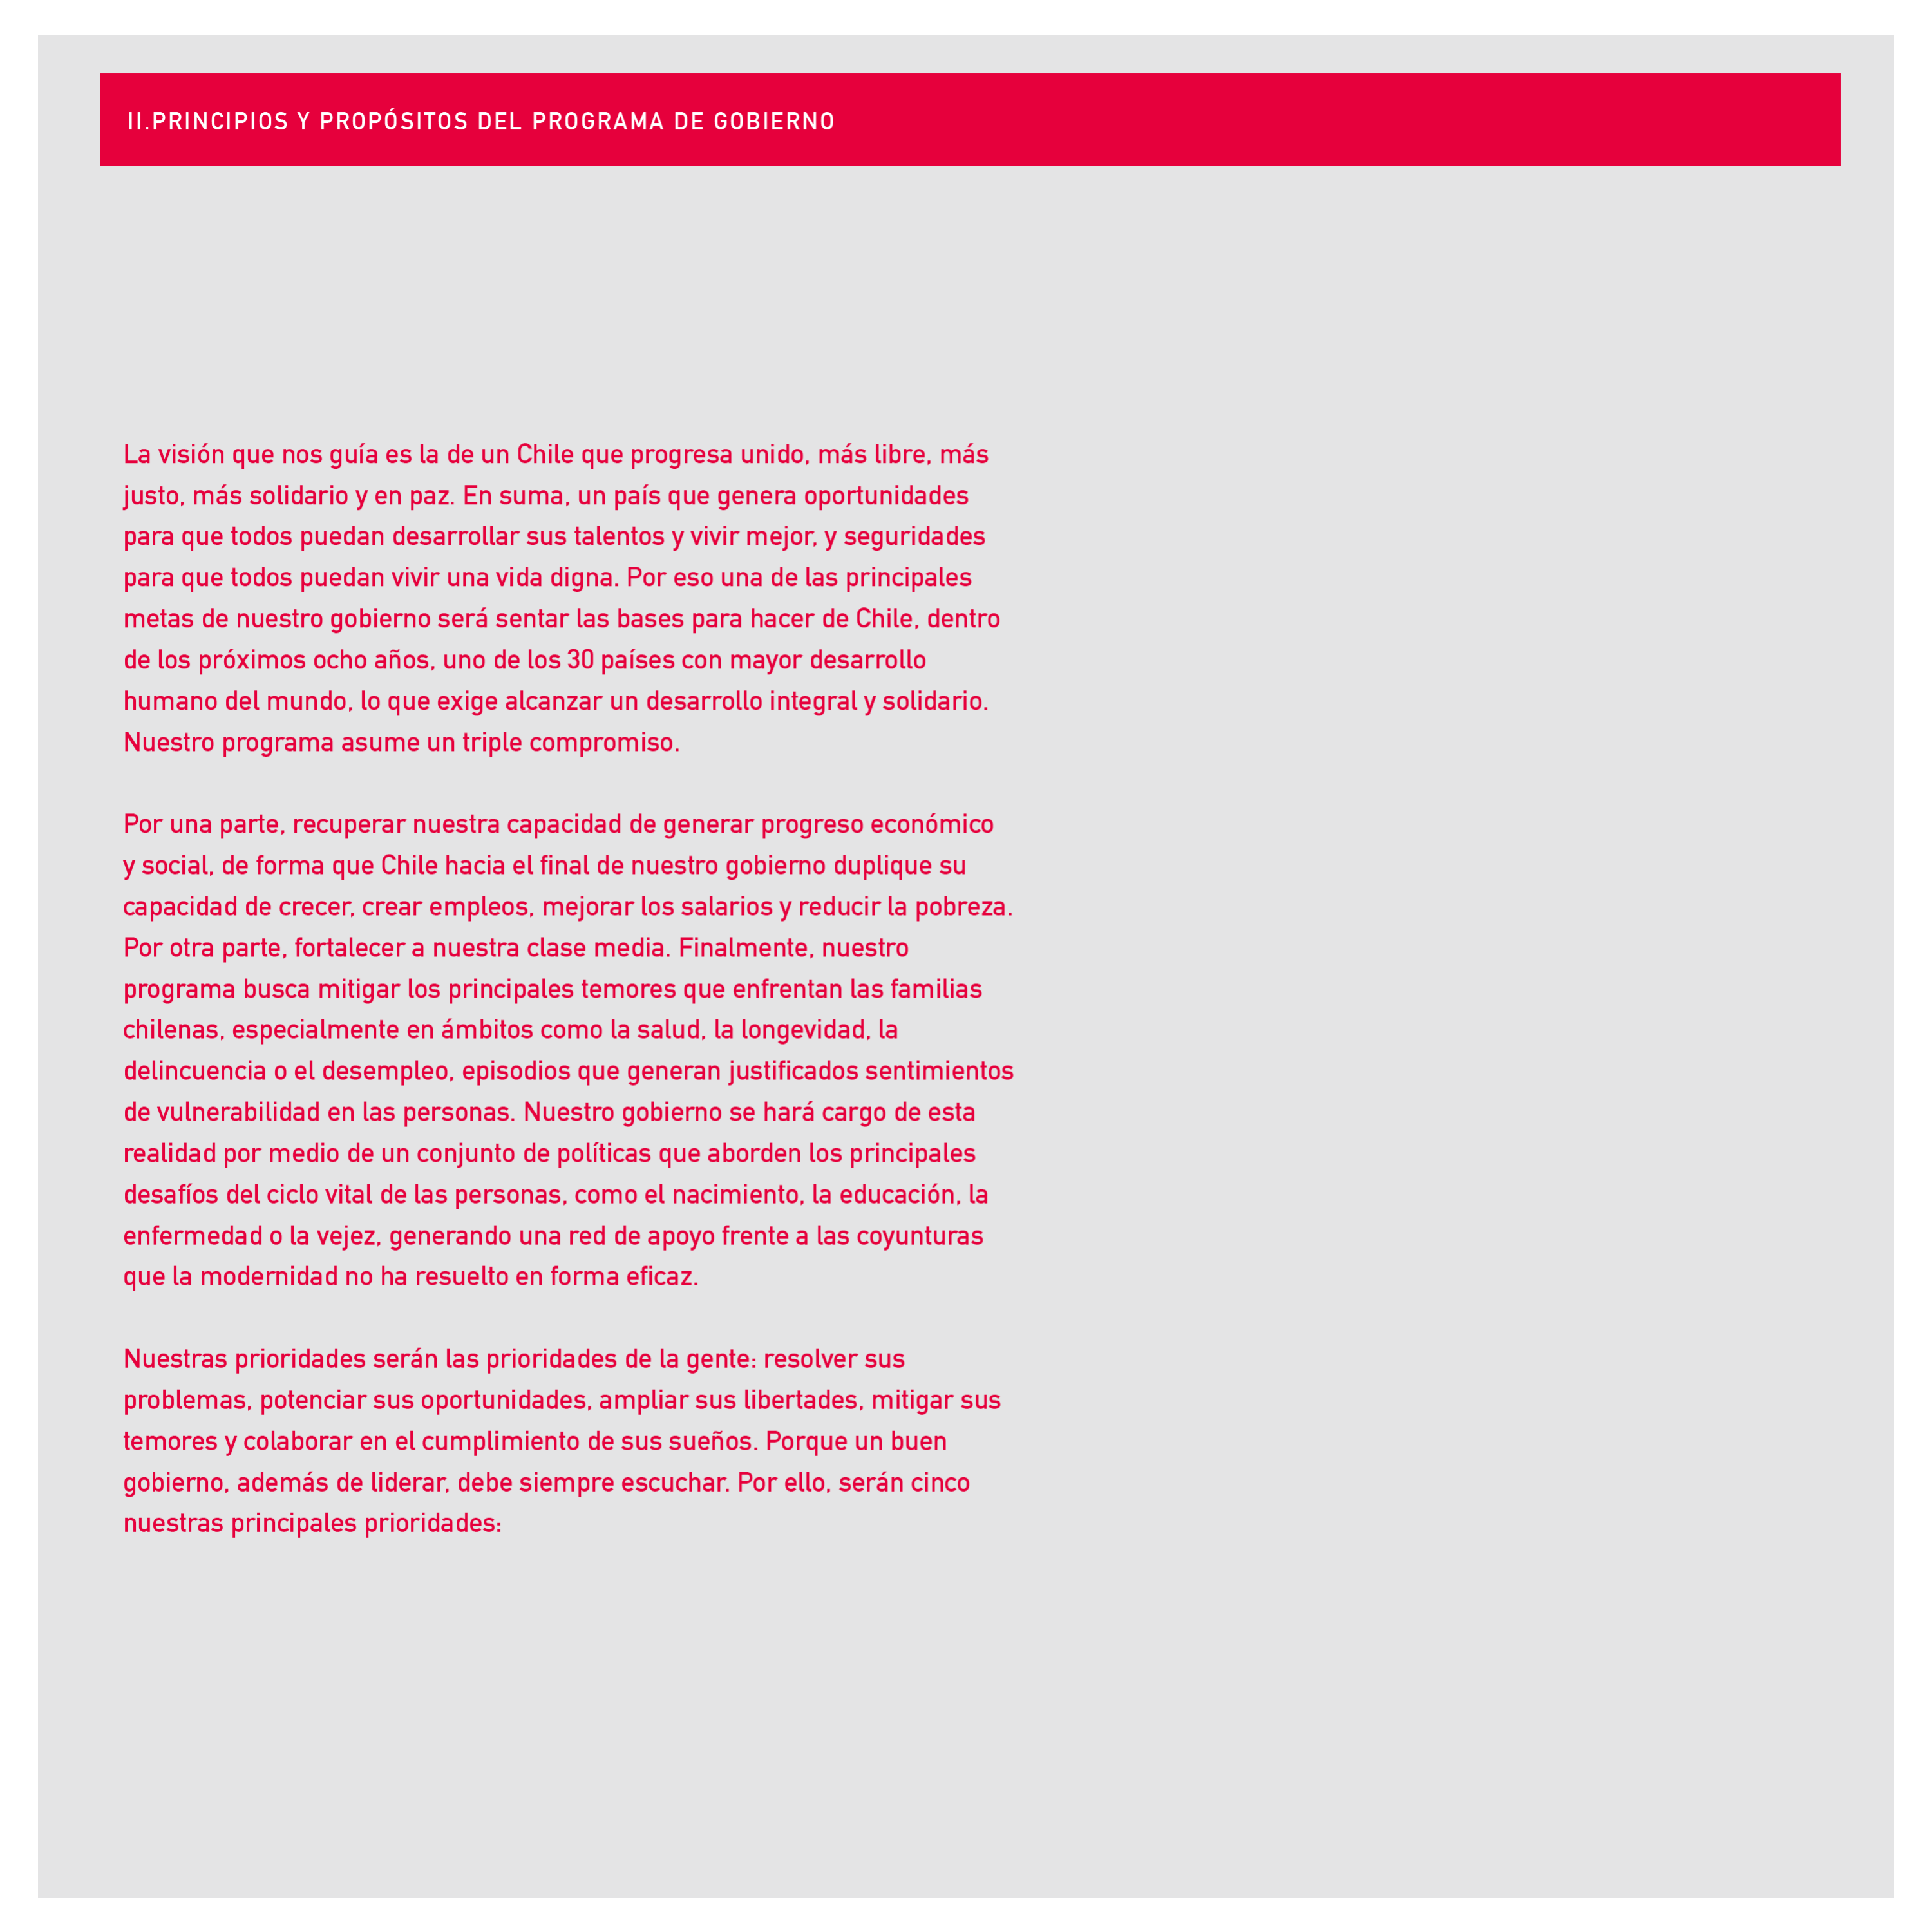 II.PRINCIPIOS Y PROPÓSITOS DEL PROGRAMA DE GOBIERNO
La visión que nos guía es la de un Chile que progresa unido, más libre, más
justo, más solidario y en paz. En suma, un país que genera oportunidades
para que todos puedan desarrollar sus talentos y vivir mejor, y seguridades
para que todos puedan vivir una vida digna. Por eso una de las principales
metas de nuestro gobierno será sentar las bases para hacer de Chile, dentro
de los próximos ocho años, uno de los 30 países con mayor desarrollo
humano del mundo, lo que exige alcanzar un desarrollo integral y solidario.
Nuestro programa asume un triple compromiso.
Por una parte, recuperar nuestra capacidad de generar progreso económico
y social, de forma que Chile hacia el final de nuestro gobierno duplique su
capacidad de crecer, crear empleos, mejorar los salarios y reducir la pobreza.
Por otra parte, fortalecer a nuestra clase media. Finalmente, nuestro
programa busca mitigar los principales temores que enfrentan las familias
chilenas, especialmente en ámbitos como la salud, la longevidad, la
delincuencia o el desempleo, episodios que generan justificados sentimientos
de vulnerabilidad en las personas. Nuestro gobierno se hará cargo de esta
realidad por medio de un conjunto de políticas que aborden los principales
desafíos del ciclo vital de las personas, como el nacimiento, la educación, la
enfermedad o la vejez, generando una red de apoyo frente a las coyunturas
que la modernidad no ha resuelto en forma eficaz.
Nuestras prioridades serán las prioridades de la gente: resolver sus
problemas, potenciar sus oportunidades, ampliar sus libertades, mitigar sus
temores y colaborar en el cumplimiento de sus sueños. Porque un buen
gobierno, además de liderar, debe siempre escuchar. Por ello, serán cinco
nuestras principales prioridades: